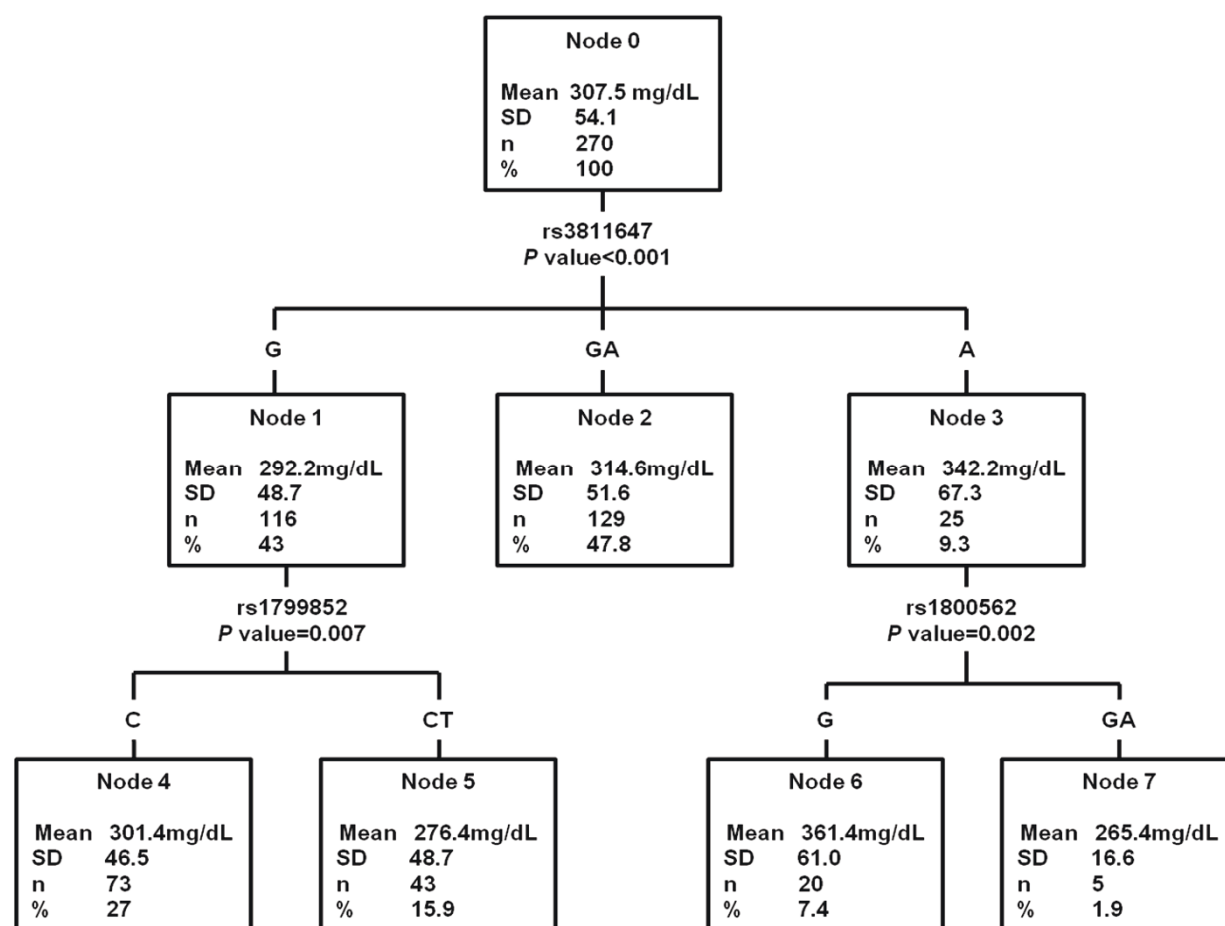 Node 0
Mean 307.5 mg/dL
SD 54.1
n 270
% 100
rs3811647
P value<0.001
G
GA
A
Node 1
Mean 292.2mg/dL
SD 48.7
n 116
% 43
Node 2
Mean 314.6mg/dL
SD 51.6
n 129
% 47.8
Node 3
Mean 342.2mg/dL
SD 67.3
n 25
% 9.3
rs1799852
P value=0.007
rs1800562
P value=0.002
C
CT
G
GA
Node 4
Mean 301.4mg/dL
SD 46.5
n 73
% 27
Node 5
Mean 276.4mg/dL
SD 48.7
n 43
% 15.9
Node 6
Mean 361.4mg/dL
SD 61.0
n 20
% 7.4
Node 7
Mean 265.4mg/dL
SD 16.6
n 5
% 1.9